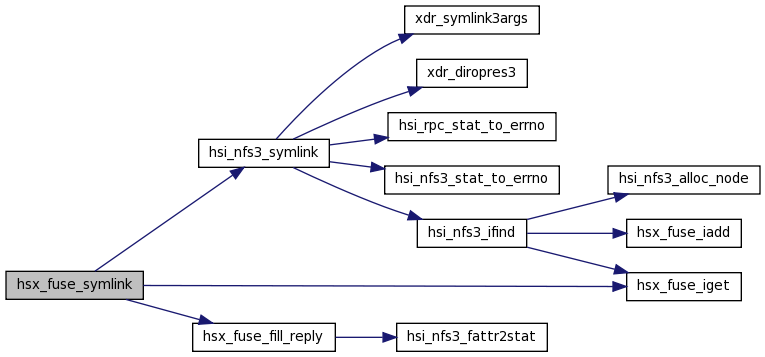 xdr_symlink3args
xdr_diropres3
hsi_rpc_stat_to_errno
hsi_nfs3_symlink
hsi_nfs3_stat_to_errno
hsi_nfs3_alloc_node
hsi_nfs3_ifind
hsx_fuse_iadd
hsx_fuse_symlink
hsx_fuse_iget
hsx_fuse_fill_reply
hsi_nfs3_fattr2stat